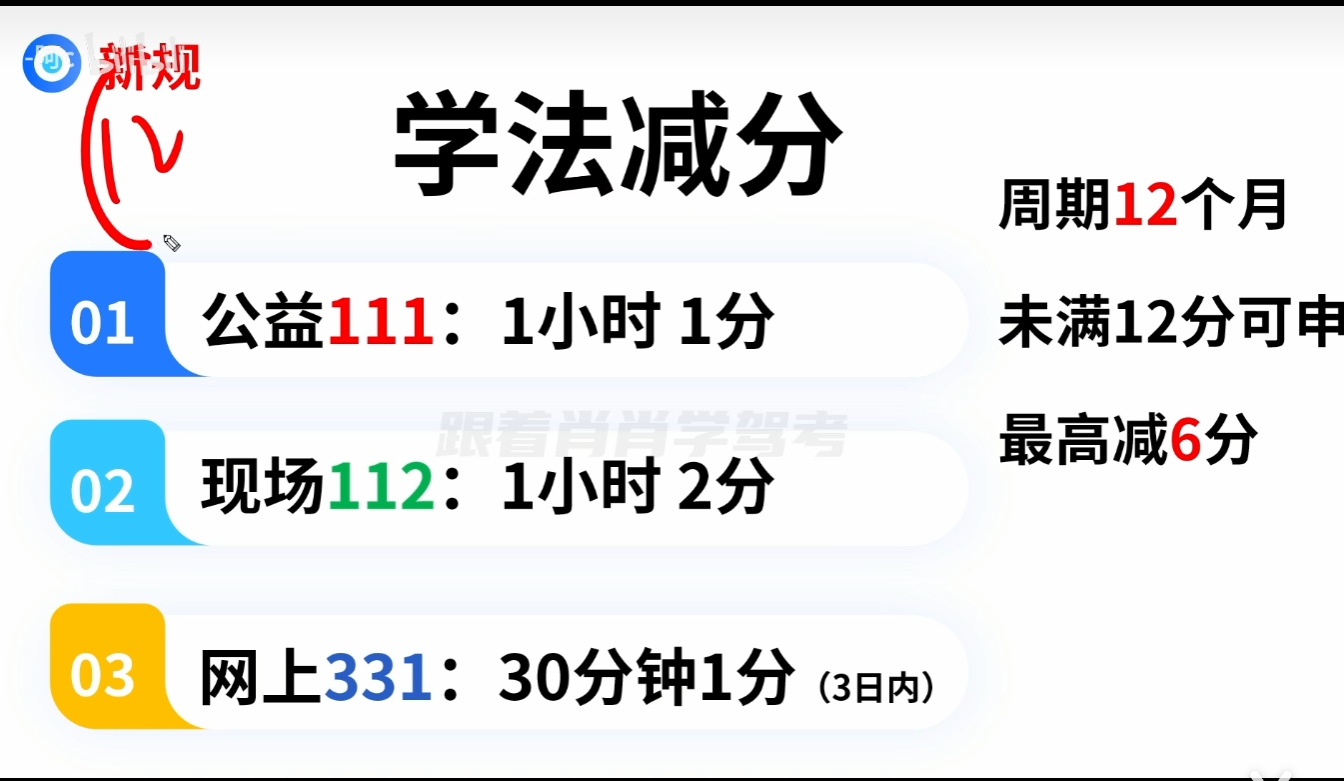 新规
学法减分
周期12个月
未满12分可申
最高减6分
01
公益111：1小时 1分
跟着肖肖学驾考
02
现场112：1小时 2分
03
网上331：30分钟1分（3日内）